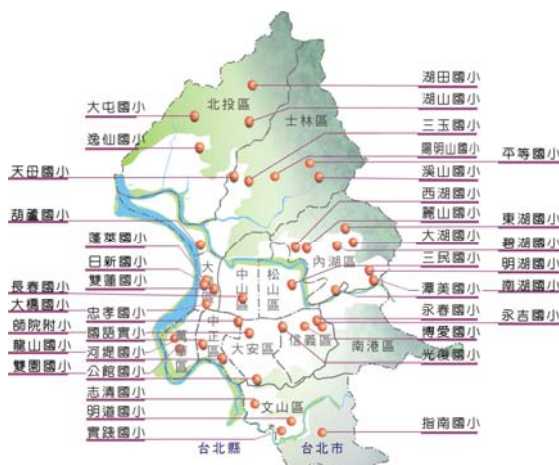 湖田國小
湖山國小
大屯國小
北投區
士林區
三玉國小
逸仙國小
陽明山國小
平等國小
天母國小
溪山國小
西湖國小
葫蘆國小
麗山國小
東湖國小
蓬萊國小
大湖國小
碧湖國小
內湖區
日新國小
三民國小
明湖國小
長春國小
雙蓮國小
中山區
松山區
潭美國小
南湖國小
大橋國小
忠孝國小
永春國小
永吉國小
師院附小
國語實小
中正區
大安區
信義區
博愛國小
南港區
龍山國小
河堤國小
萬華區
光復國小
雙園國小
公館國小
志清國小
文山區
明道國小
實踐國小
台北縣
台北市
指南國小